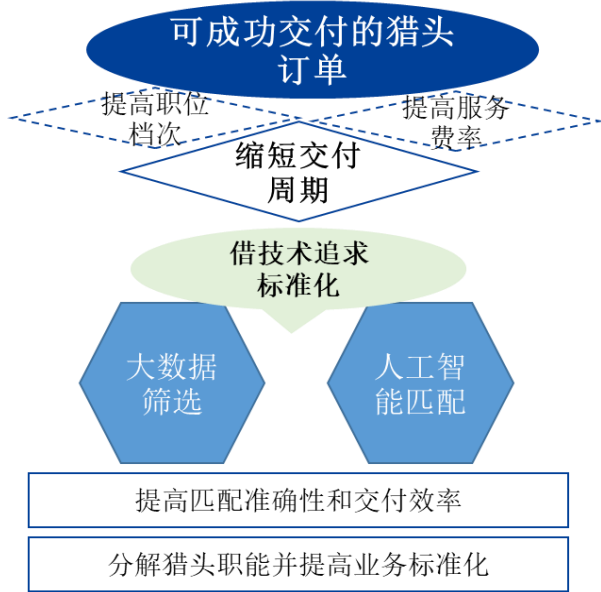 可成功交付的猎头
订单
提高职位
档次
提高服务
费率
缩短交付
周期
借技术追求
标准化
大数据
筛选
人工智
能匹配
提高匹配准确性和交付效率
分解猎头职能并提高业务标准化